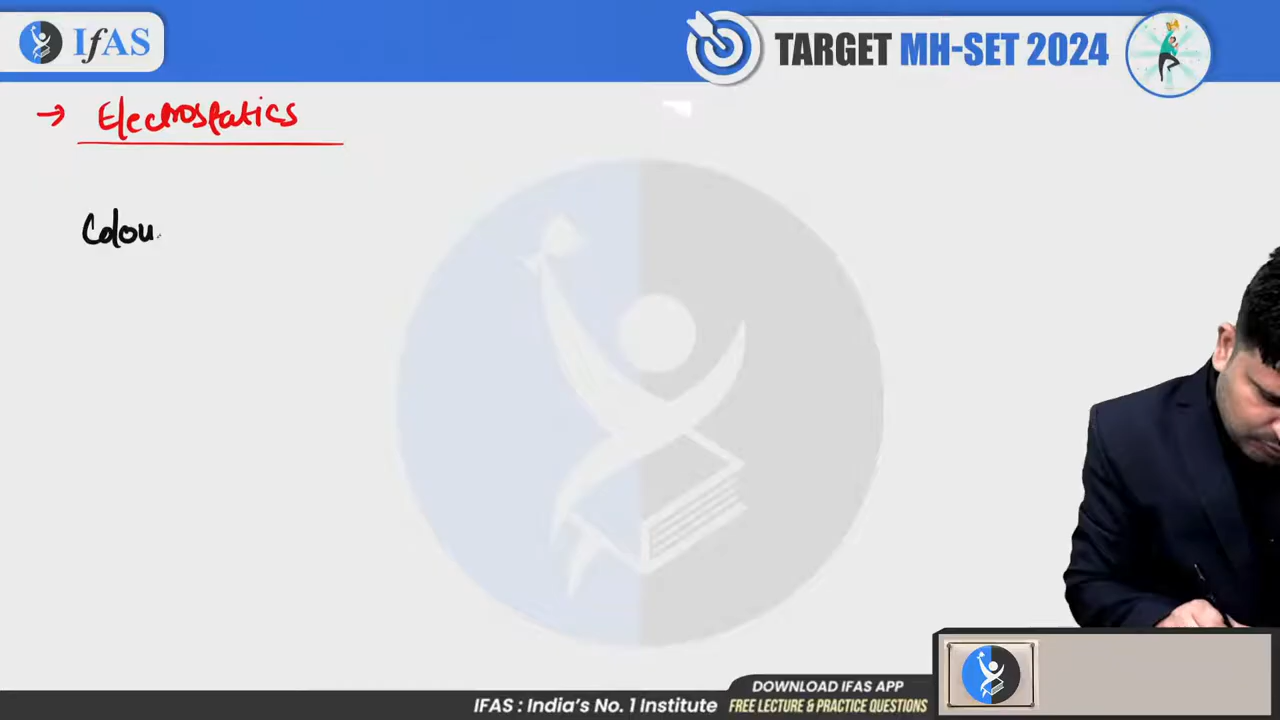 IfAS
TARGET MH-SET 2024
→ Electrostatics
Colou
DOWNLOAD IFAS APP
IFAS : India's No. 1 Institute FREE LECTURE & PRACTICE QUESTIONS